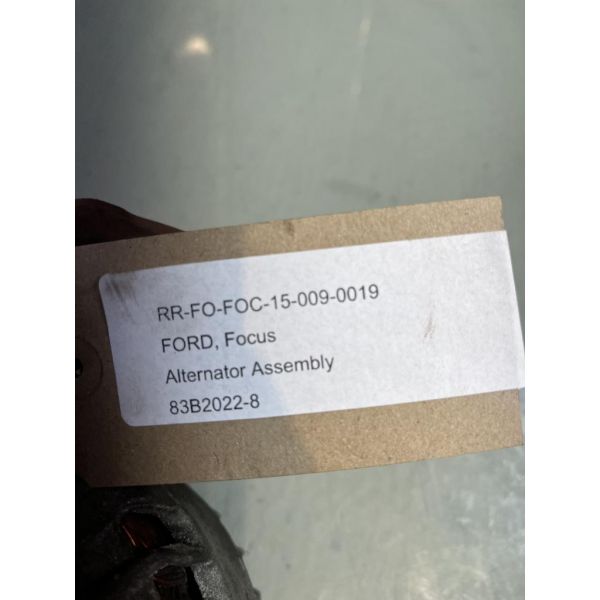 RR-FO-FOC-15-009-0019
FORD, Focus
Alternator Assembly
83B2022-8